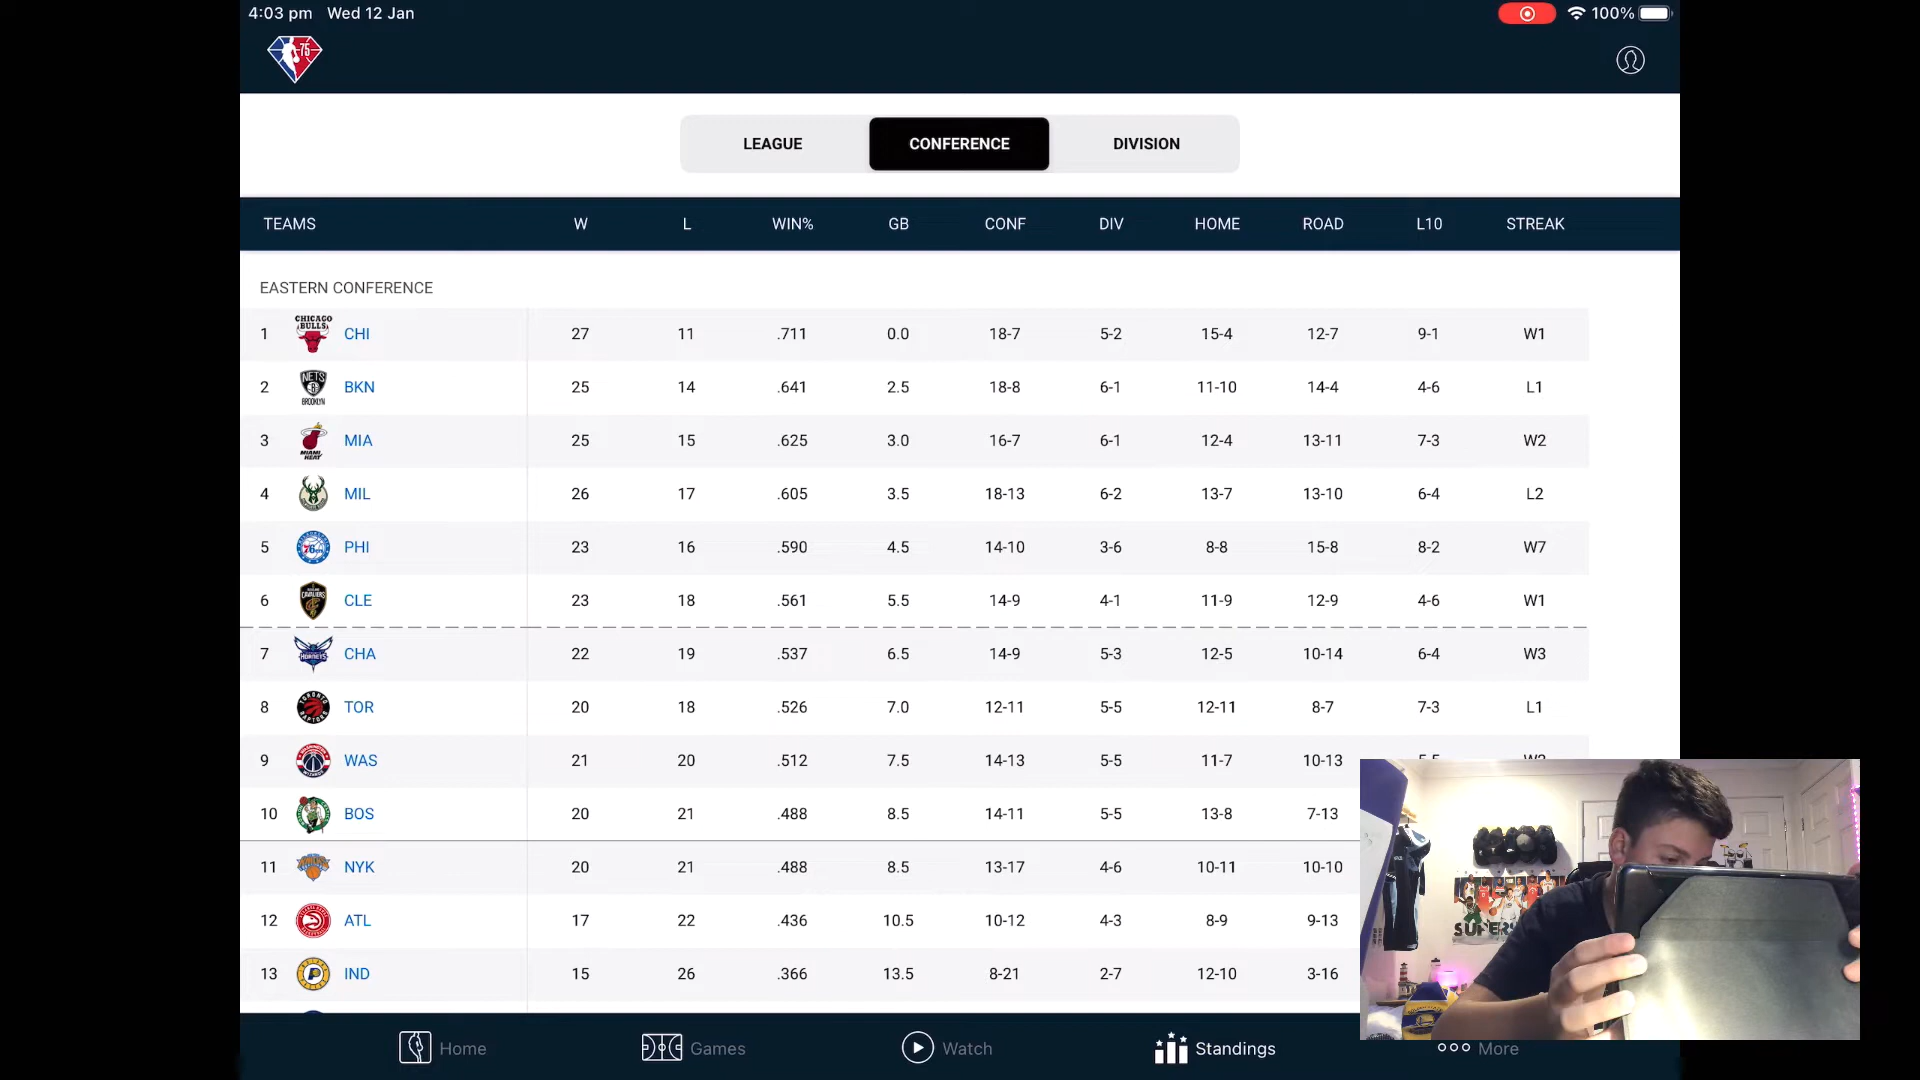 4:03 pm Wed 12 Jan 100%
75
LEAGUE CONFERENCE DIVISION
TEAMS W L WIN% GB CONF DIV HOME ROAD L10 STREAK
EASTERN CONFERENCE
1 CHICAGO BULLS CHI 27 11 .711 0.0 18-7 5-2 15-4 12-7 9-1 W1
2 NETS B BROOKLYN BKN 25 14 .641 2.5 18-8 6-1 11-10 14-4 4-6 L1
3 MIAMI HEAT MIA 25 15 .625 3.0 16-7 6-1 12-4 13-11 7-3 W2
4 MIL 26 17 .605 3.5 18-13 6-2 13-7 13-10 6-4 L2
5 76ers PHI 23 16 .590 4.5 14-10 3-6 8-8 15-8 8-2 W7
6 CAVALIERS CLE 23 18 .561 5.5 14-9 4-1 11-9 12-9 4-6 W1
7 HORNETS CHA 22 19 .537 6.5 14-9 5-3 12-5 10-14 6-4 W3
8 TORONTO RAPTORS TOR 20 18 .526 7.0 12-11 5-5 12-11 8-7 7-3 L1
9 WAS 21 20 .512 7.5 14-13 5-5 11-7 10-13
10 BOS 20 21 .488 8.5 14-11 5-5 13-8 7-13
11 NYK 20 21 .488 8.5 13-17 4-6 10-11 10-10
12 ATL 17 22 .436 10.5 10-12 4-3 8-9 9-13
13 IND 15 26 .366 13.5 8-21 2-7 12-10 3-16
Home Games Watch Standings More